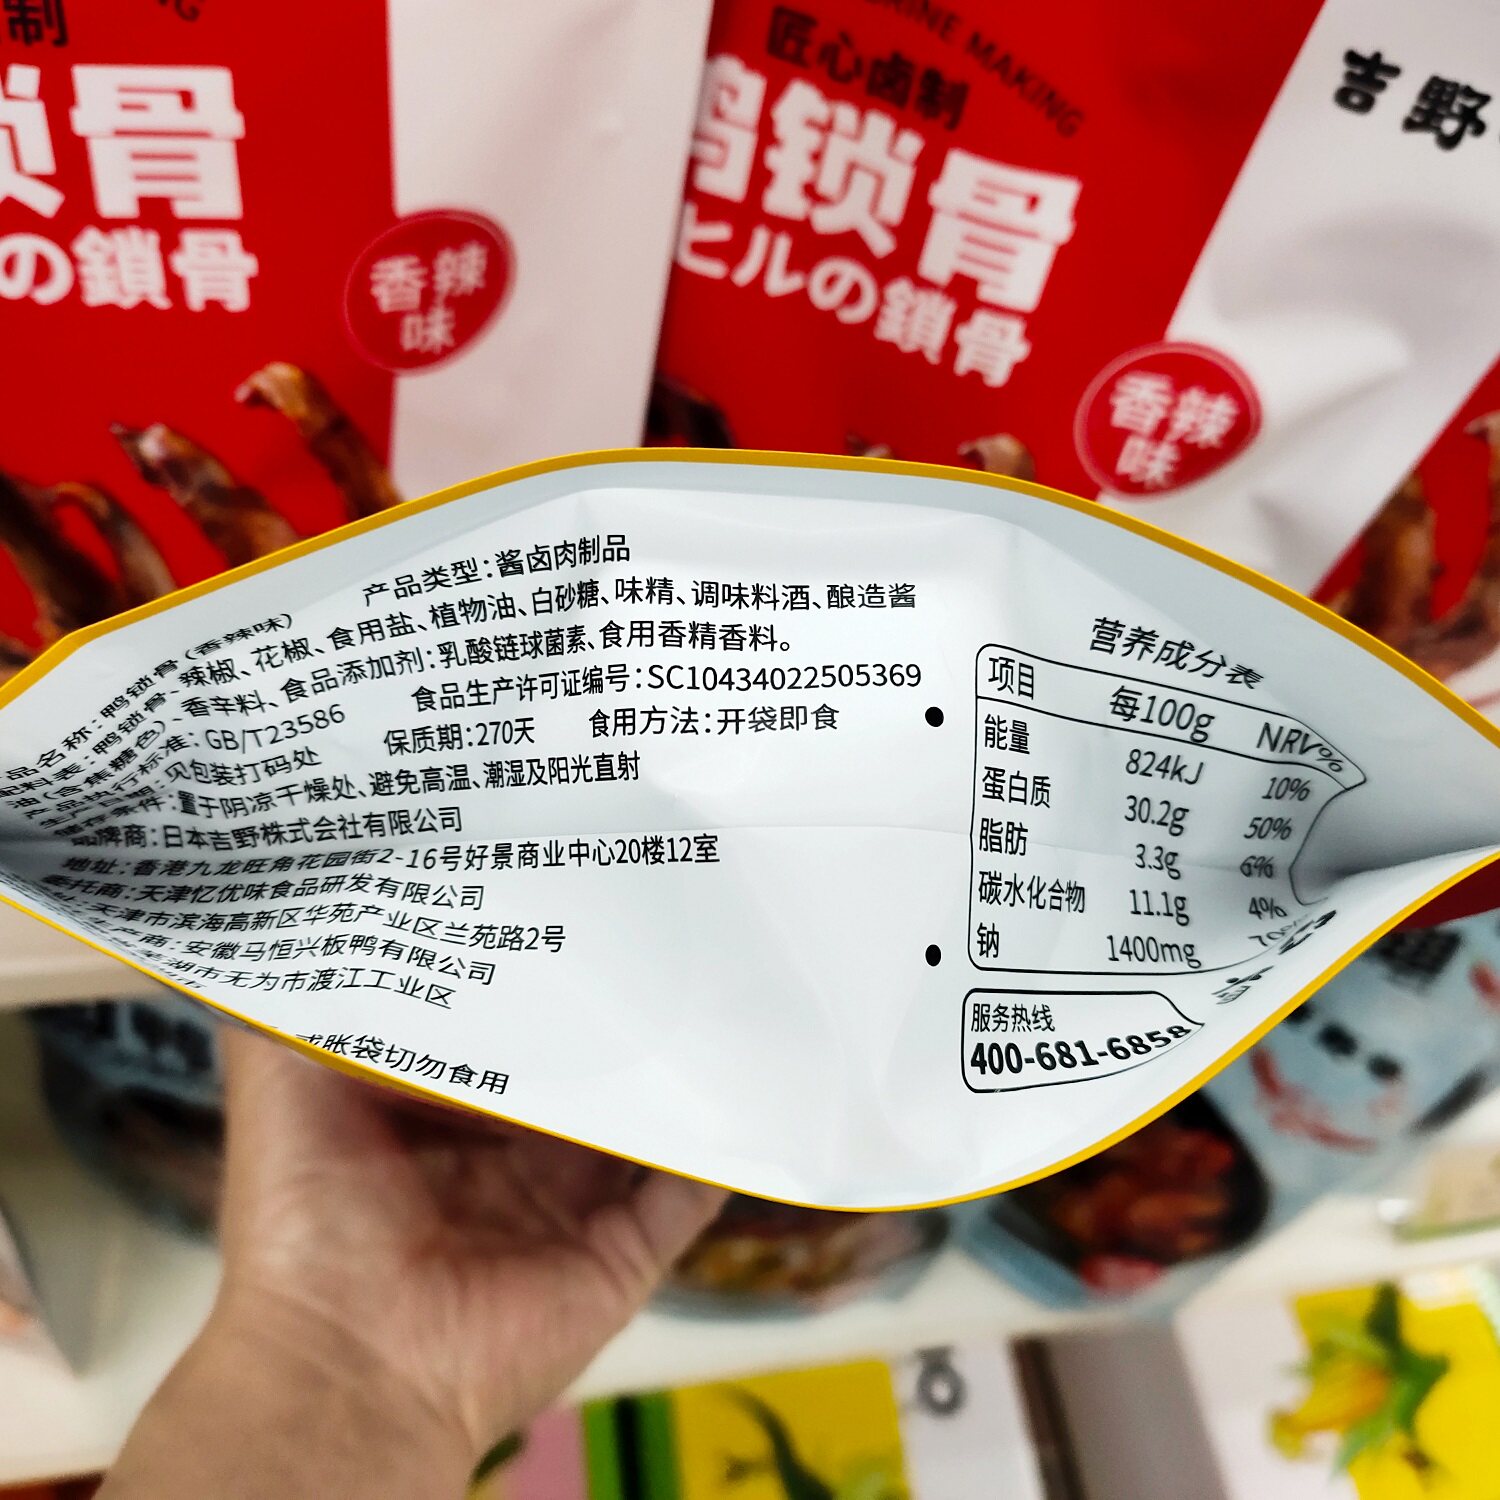 制
锁骨
の鎖骨
香辣
味
BRINE MAKING
匠心卤制
鸭锁骨
ヒルの鎖骨
香辣
味
吉野
品名称：鸭锁骨（香辣味） 产品类型：酱卤肉制品
配料表：鸭锁骨、辣椒、花椒、食用盐、植物油、白砂糖、味精、调味料酒、酿造酱
油（含焦糖色）、香辛料、食品添加剂：乳酸链球菌素、食用香精香料。
产品执行标准：GB/T23586 食品生产许可证编号：SC10434022505369
生产日期：见包装打码处 保质期：270天 食用方法：开袋即食
储存条件：置于阴凉干燥处、避免高温、潮湿及阳光直射
品牌商：日本吉野株式会社有限公司
地址：香港九龙旺角花园街2-16号好景商业中心20楼12室
委托商：天津忆优味食品研发有限公司
址：天津市滨海高新区华苑产业区兰苑路2号
生产商：安徽马恒兴板鸭有限公司
芜湖市无为市渡江工业区
或胀袋切勿食用
营养成分表
项目 每100g NRV%
能量 824kJ 10%
蛋白质 30.2g 50%
脂肪 3.3g 6%
碳水化合物 11.1g 4%
钠 1400mg
服务热线
400-681-6858